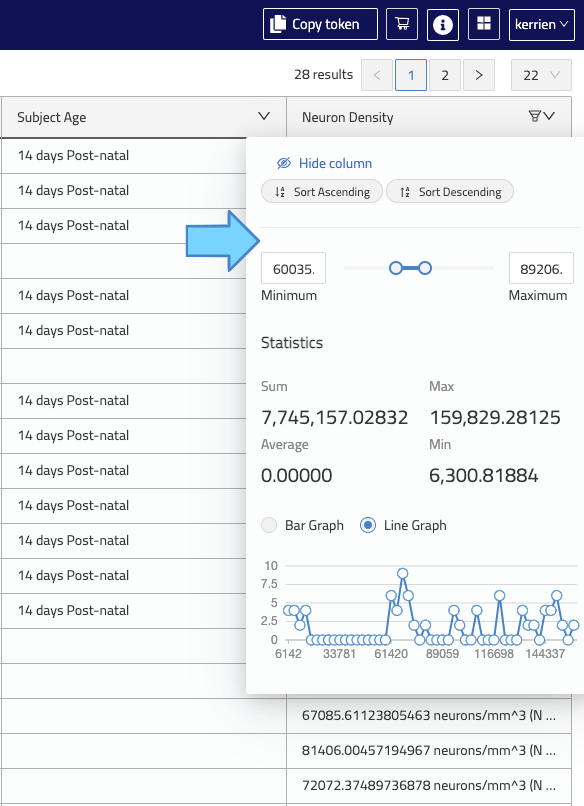 Copy token
kerrien
28 results
1
2
22
Subject Age
Neuron Density
14 days Post-natal
14 days Post-natal
14 days Post-natal
14 days Post-natal
14 days Post-natal
14 days Post-natal
14 days Post-natal
14 days Post-natal
14 days Post-natal
14 days Post-natal
14 days Post-natal
14 days Post-natal
Hide column
Sort Ascending
Sort Descending
60035.
89206.
Minimum
Maximum
Statistics
Sum
Max
7,745,157.02832
159,829.28125
Average
Min
0.00000
6,300.81884
Bar Graph
Line Graph
10
7.5
5
2.5
0
6142 33781 61420 89059 116698 144337
67085.61123805463 neurons/mm^3 (N ...
81406.00457194967 neurons/mm^3 (N ...
72072.37489736878 neurons/mm^3 (N ...